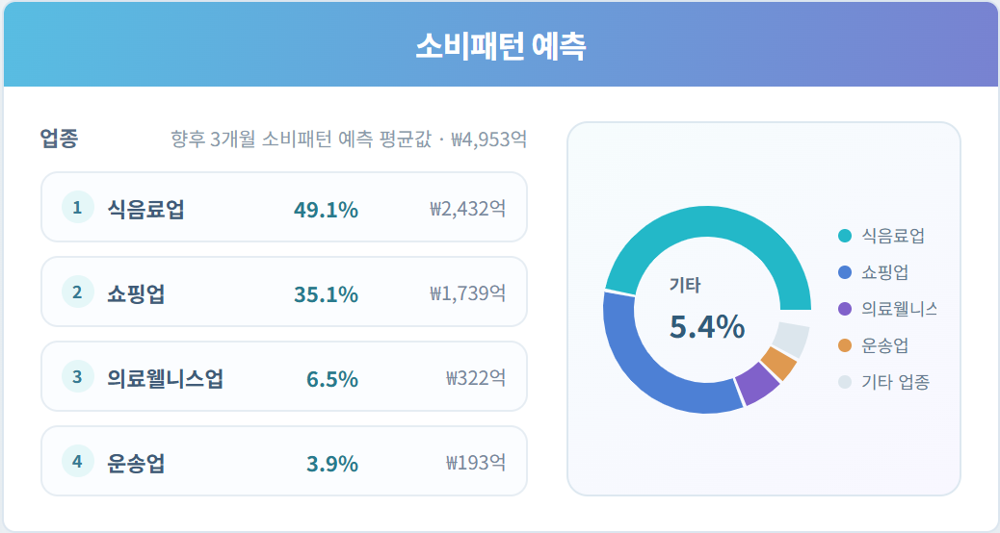 소비패턴 예측
업종
향후 3개월 소비패턴 예측 평균값 · ₩4,953억
1 식음료업 49.1% ₩2,432억
2 쇼핑업 35.1% ₩1,739억
3 의료웰니스업 6.5% ₩322억
4 운송업 3.9% ₩193억
기타
5.4%
식음료업
쇼핑업
의료웰니스
운송업
기타 업종